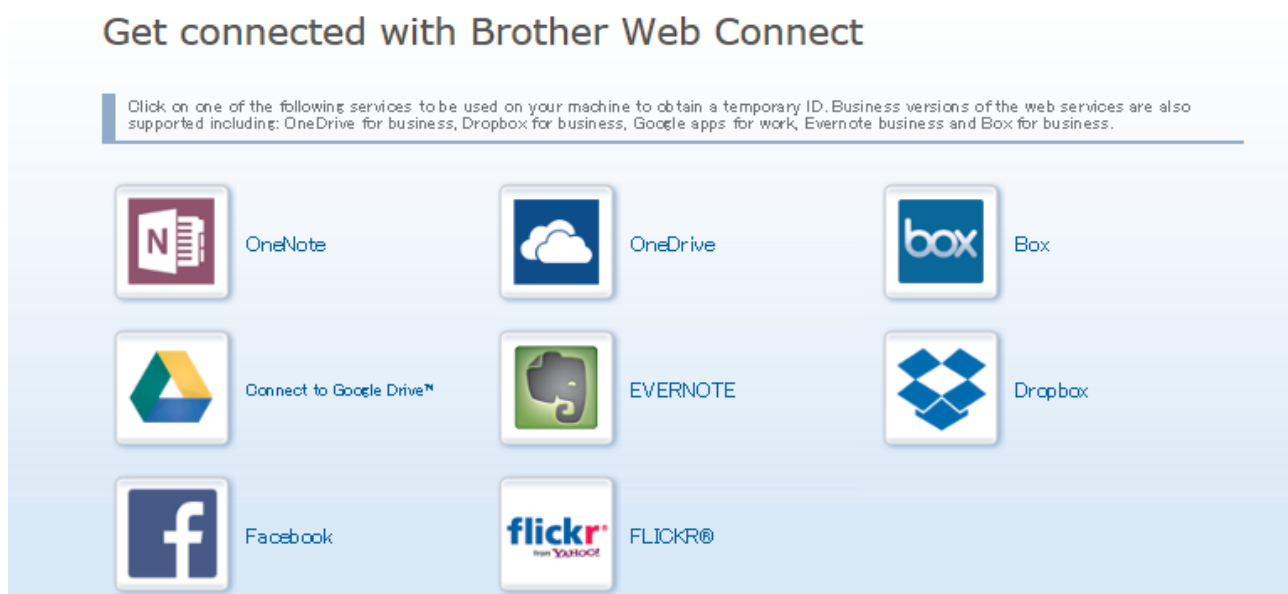 Get connected with Brother Web Connect
Click on one of the following services to be used on your machine to obtain a temporary ID. Business versions of the web services are also
supported including: OneDrive for business, Dropbox for business, Google apps for work, Evernote business and Box for business.
N
OneNote
OneDrive
box
Box
Connect to Google Drive™
EVERNOTE
Dropbox
f
Facebook
flickr
from YAHOO!
FLICKR®